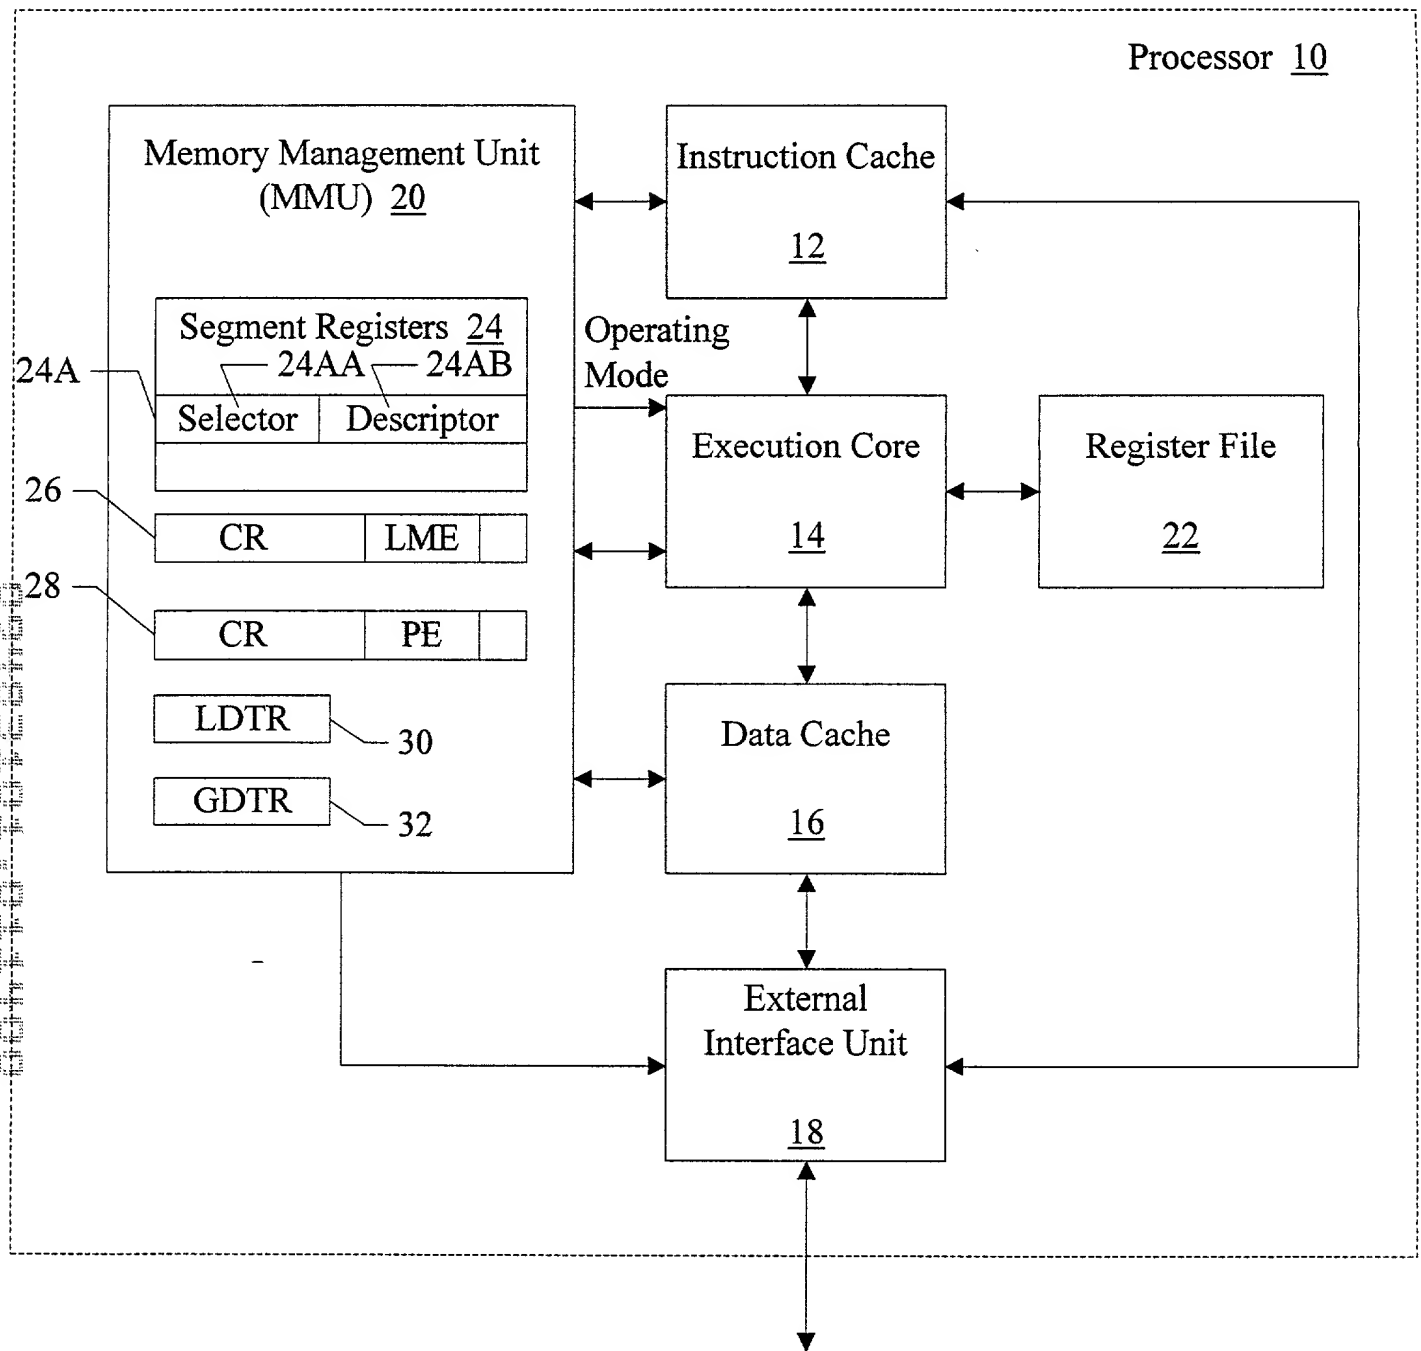 Processor 10
Memory Management Unit
(MMU) 20
Segment Registers 24
24AA
24AB
24A
Selector
Descriptor
26
CR
LME
28
CR
PE
LDTR
30
GDTR
32
Operating
Mode
Instruction Cache
12
Execution Core
14
Register File
22
Data Cache
16
External
Interface Unit
18